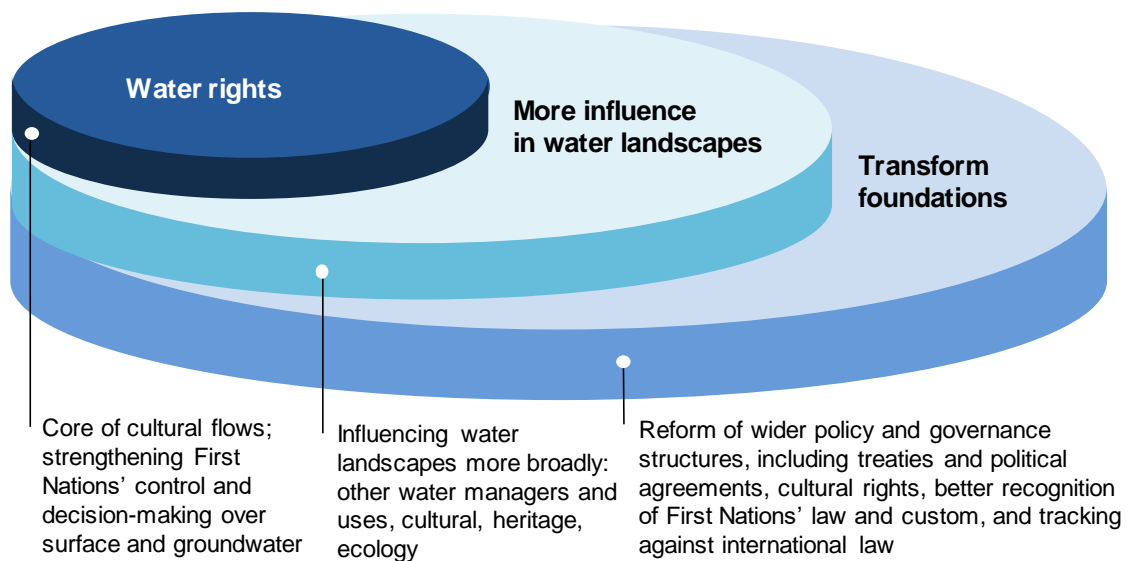 Water rights
More influence
in water landscapes
Transform
foundations
Core of cultural flows;
strengthening First
Nations’ control and
decision-making over
surface and groundwater
Influencing water
landscapes more broadly:
other water managers and
uses, cultural, heritage,
ecology
Reform of wider policy and governance
structures, including treaties and political
agreements, cultural rights, better recognition
of First Nations’ law and custom, and tracking
against international law